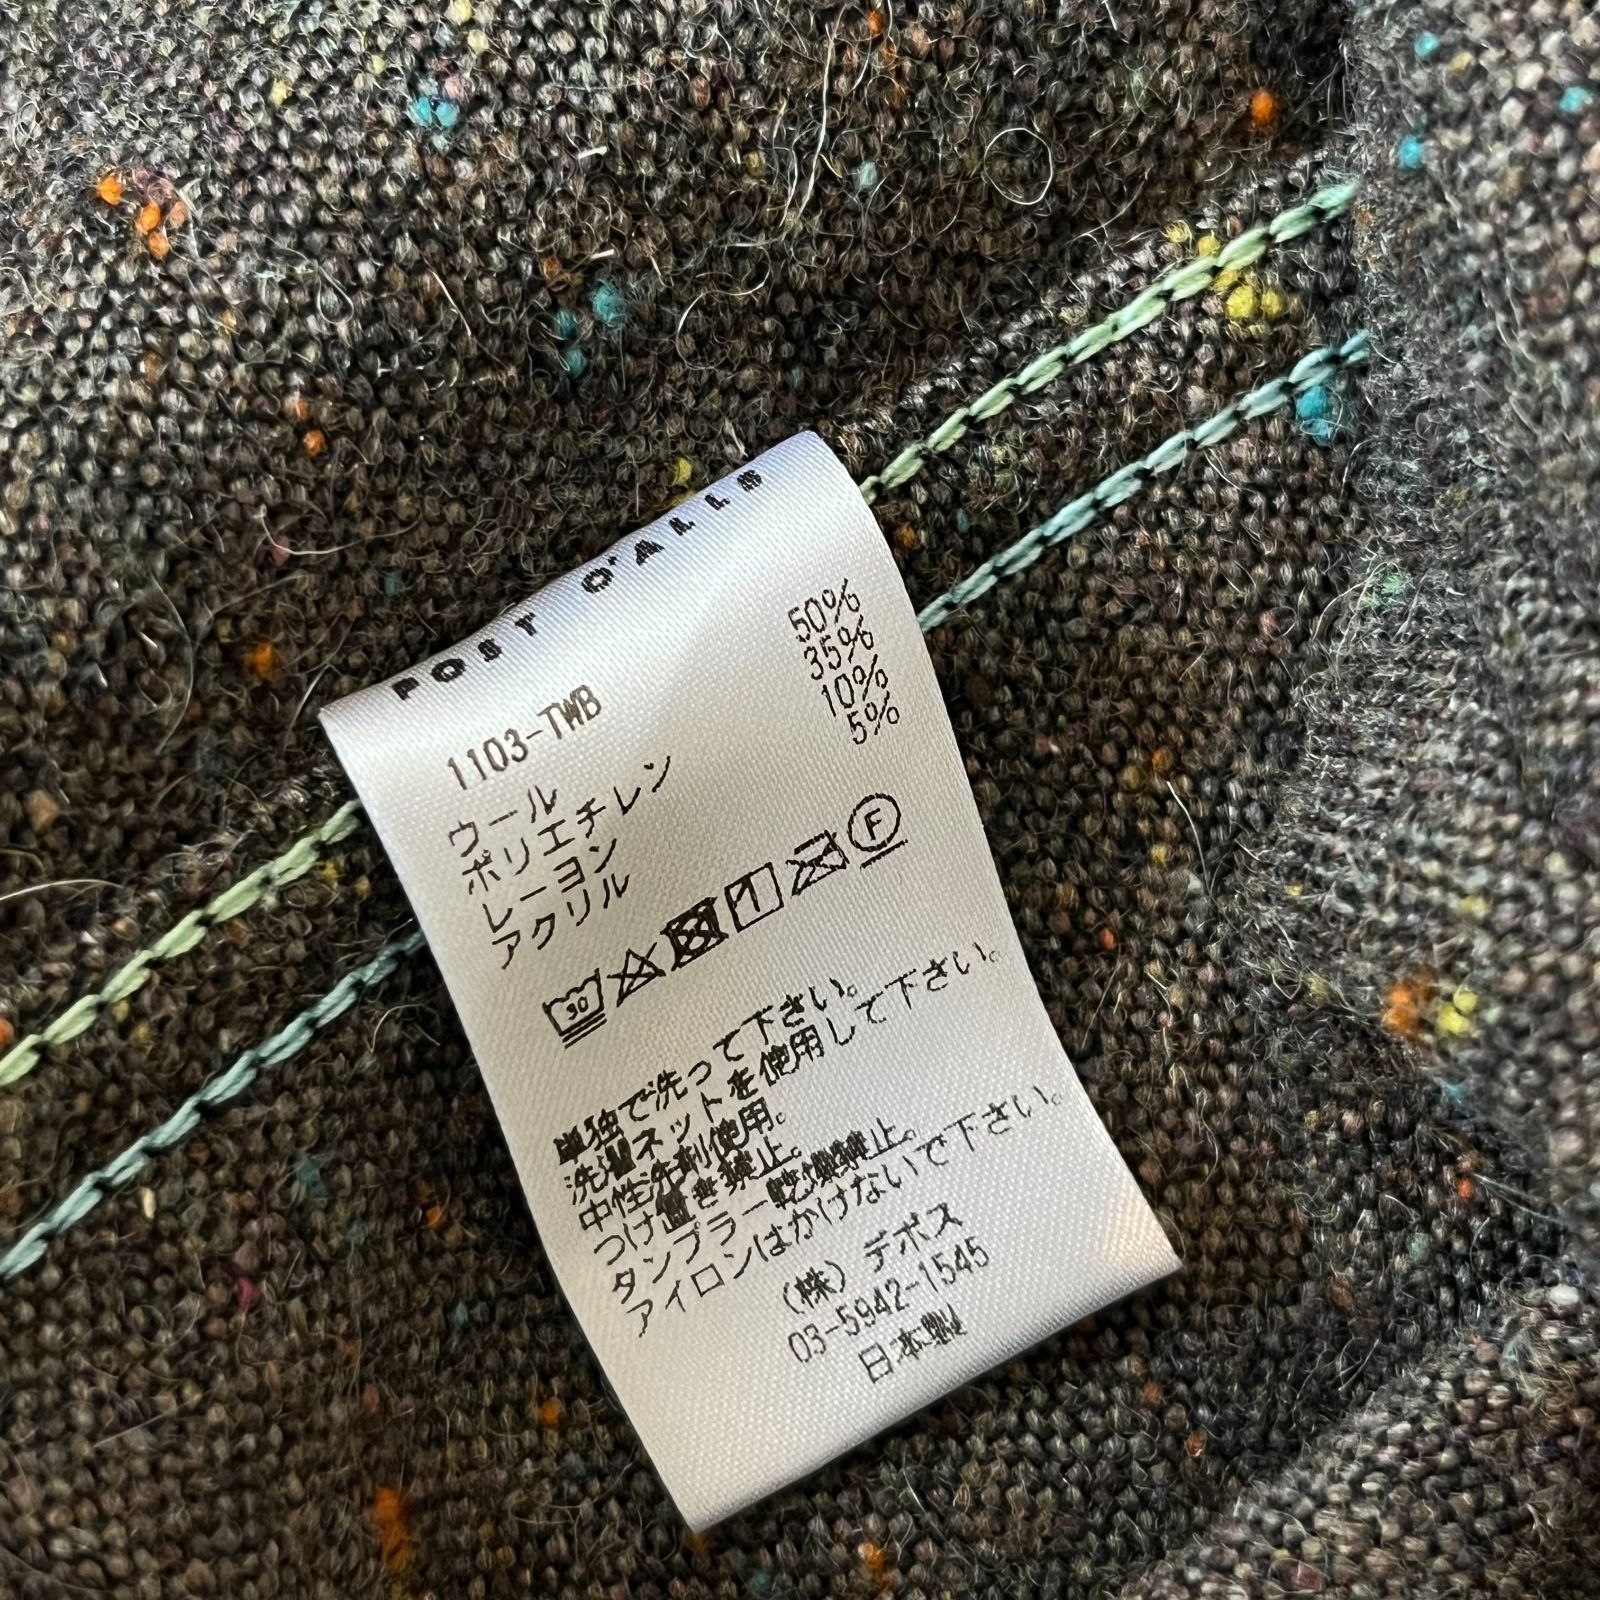 POST O'ALLS
1103-TWB
ウール 50%
ポリエチレン 35%
レーヨン 10%
アクリル 5%
30 F
単独で洗って下さい。
洗濯ネットを使用して下さい。
中性洗剤使用。
つけ置き禁止。
タンブラー乾燥禁止。
アイロンはかけないで下さい。
(株) デポス
03-5942-1545
日本製